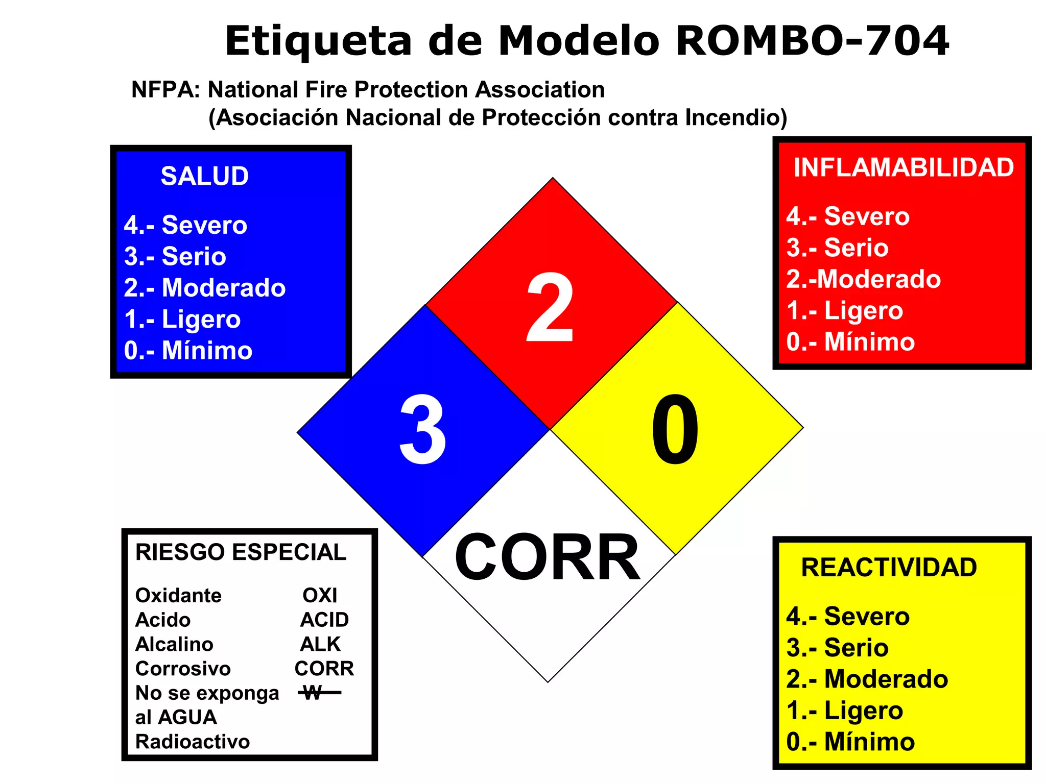 Etiqueta de Modelo ROMBO-704
NFPA: National Fire Protection Association
(Asociación Nacional de Protección contra Incendio)
SALUD
4.- Severo
3.- Serio
2.- Moderado
1.- Ligero
0.- Mínimo
INFLAMABILIDAD
4.- Severo
3.- Serio
2.-Moderado
1.- Ligero
0.- Mínimo
2
3
0
CORR
RIESGO ESPECIAL
Oxidante OXI
Acido ACID
Alcalino ALK
Corrosivo CORR
No se exponga W
al AGUA
Radioactivo
REACTIVIDAD
4.- Severo
3.- Serio
2.- Moderado
1.- Ligero
0.- Mínimo